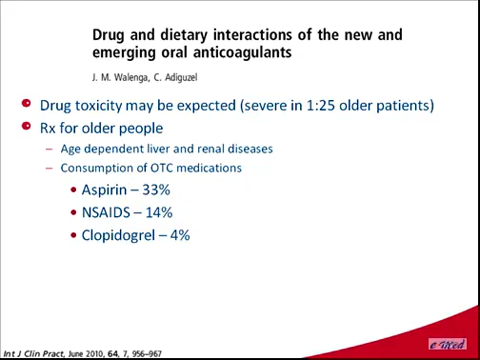 Drug and dietary interactions of the new and
emerging oral anticoagulants
J. M. Walenga, C. Adiguzel
• Drug toxicity may be expected (severe in 1:25 older patients)
• Rx for older people
– Age dependent liver and renal diseases
– Consumption of OTC medications
• Aspirin – 33%
• NSAIDS – 14%
• Clopidogrel – 4%
e Med
Int J Clin Pract, June 2010, 64, 7, 956–967